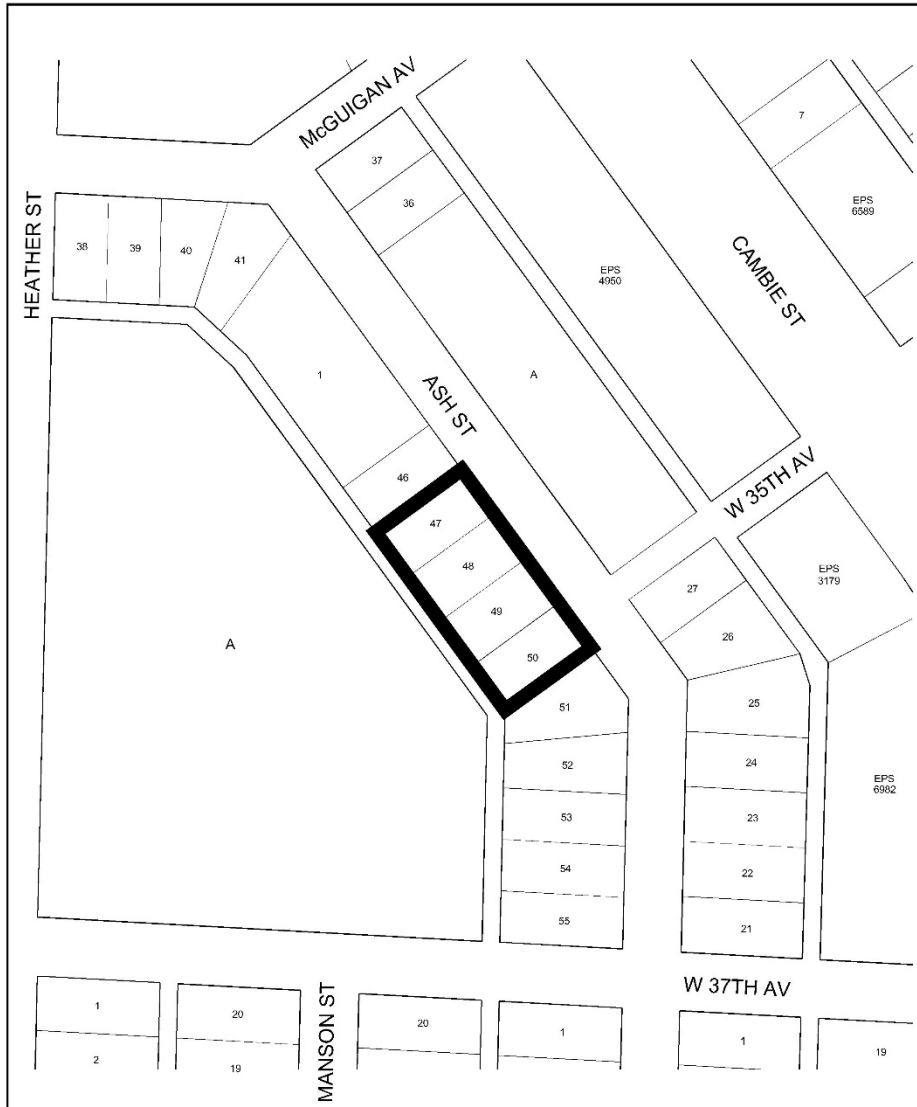 McGUIGAN AV
7
37
EPS
6589
36
HEATHER ST
38
39
40
41
CAMBIE ST
EPS
4950
1
A
ASH ST
46
W 35TH AV
47
48
EPS
3179
27
49
26
A
50
51
25
52
24
EPS
6982
53
23
54
22
55
21
W 37TH AV
MANSON ST
1
20
20
1
1
19
2
19